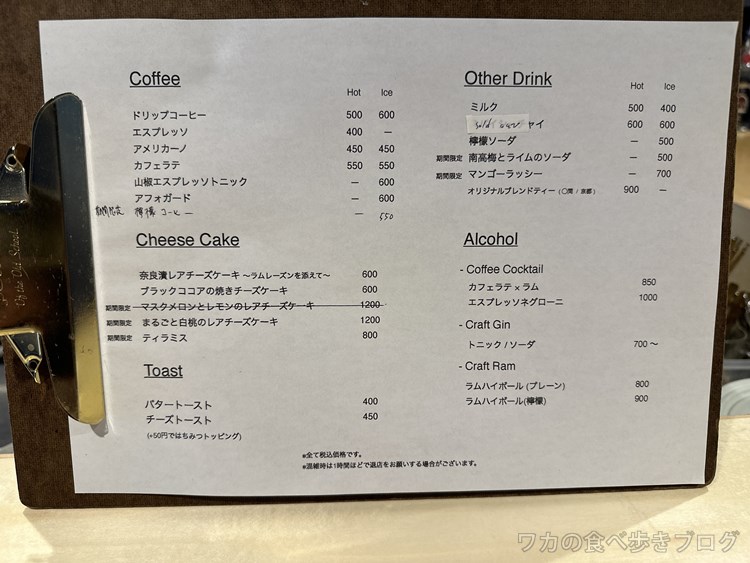 Coffee
Hot Ice
ドリップコーヒー 500 600
エスプレッソ 400 —
アメリカーノ 450 450
カフェラテ 550 550
山椒エスプレッソトニック — 600
アフォガード — 600
期間限定 檸檬コーヒー — 550
Cheese Cake
奈良漬レアチーズケーキ 〜ラムレーズンを添えて〜 600
ブラックココアの焼きチーズケーキ 600
期間限定 マスクメロンとレモンのレアチーズケーキ 1200
期間限定 まるごと白桃のレアチーズケーキ 1200
期間限定 ティラミス 800
Toast
バタートースト 400
チーズトースト 450
(+50円ではちみつトッピング)
Other Drink
Hot Ice
ミルク 500 400
sold ャイ 600 600
檸檬ソーダ — 500
期間限定 南高梅とライムのソーダ — 500
期間限定 マンゴーラッシー — 700
オリジナルブレンドティー (〇間 / 京都) 900 —
Alcohol
- Coffee Cocktail
カフェラテ x ラム 850
エスプレッソネグローニ 1000
- Craft Gin
トニック / ソーダ 700 〜
- Craft Ram
ラムハイボール (プレーン) 800
ラムハイボール(檸檬) 900
※全て税込価格です。
※混雑時は1時間ほどで退店をお願いする場合がございます。
ワカの食べ歩きブログ